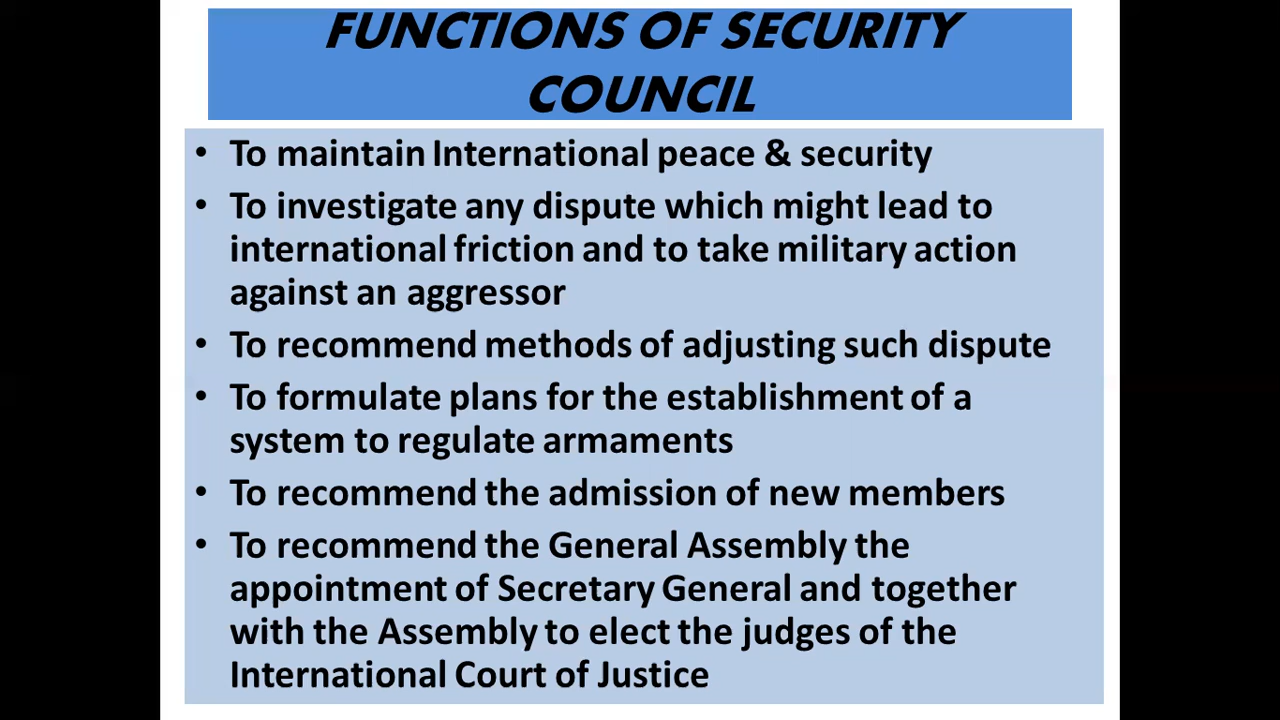 FUNCTIONS OF SECURITY
COUNCIL
• To maintain International peace & security
• To investigate any dispute which might lead to
international friction and to take military action
against an aggressor
• To recommend methods of adjusting such dispute
• To formulate plans for the establishment of a
system to regulate armaments
• To recommend the admission of new members
• To recommend the General Assembly the
appointment of Secretary General and together
with the Assembly to elect the judges of the
International Court of Justice